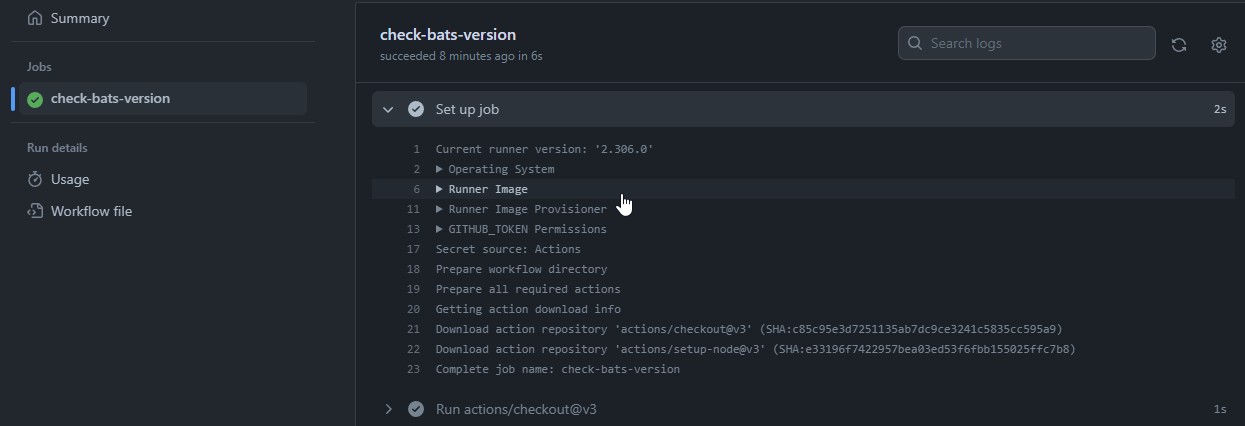 Summary
Jobs
check-bats-version
Run details
Usage
Workflow file
check-bats-version
succeeded 8 minutes ago in 6s
Search logs
Set up job 2s
1 Current runner version: '2.306.0'
2 Operating System
6 Runner Image
11 Runner Image Provisioner
13 GITHUB_TOKEN Permissions
17 Secret source: Actions
18 Prepare workflow directory
19 Prepare all required actions
20 Getting action download info
21 Download action repository 'actions/checkout@v3' (SHA:c85c95e3d7251135ab7dc9ce3241c5835cc595a9)
22 Download action repository 'actions/setup-node@v3' (SHA:e33196f7422957bea03ed53f6fbb155025ffc7b8)
23 Complete job name: check-bats-version
Run actions/checkout@v3 1s